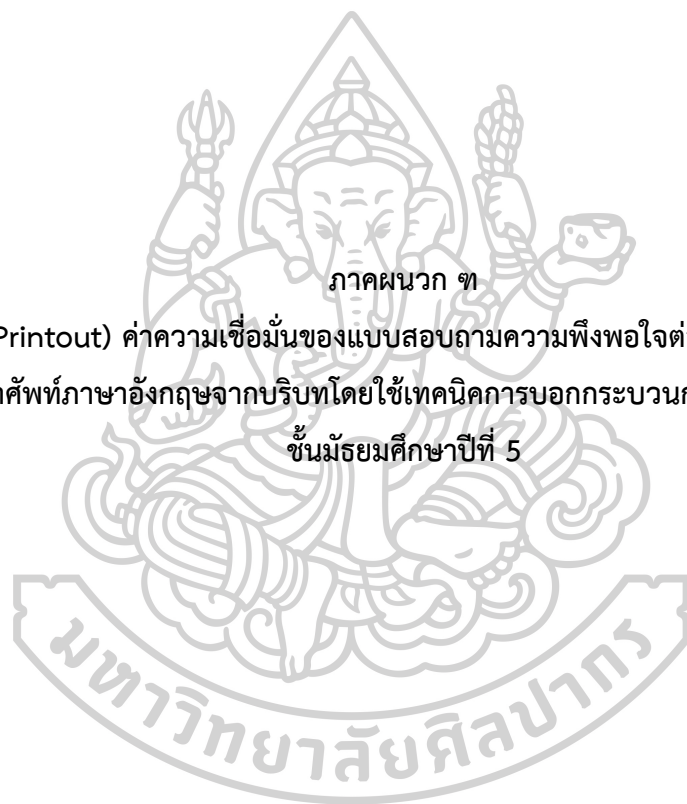 ภาคผนวก ฑ
Printout) ค่าความเชื่อมั่นของแบบสอบถามความพึงพอใจต่
ศัพท์ภาษาอังกฤษจากบริบทโดยใช้เทคนิคการบอกกระบวน
ชั้นมัธยมศึกษาปีที่ 5
มหาวิทยาลัยศิลปากร